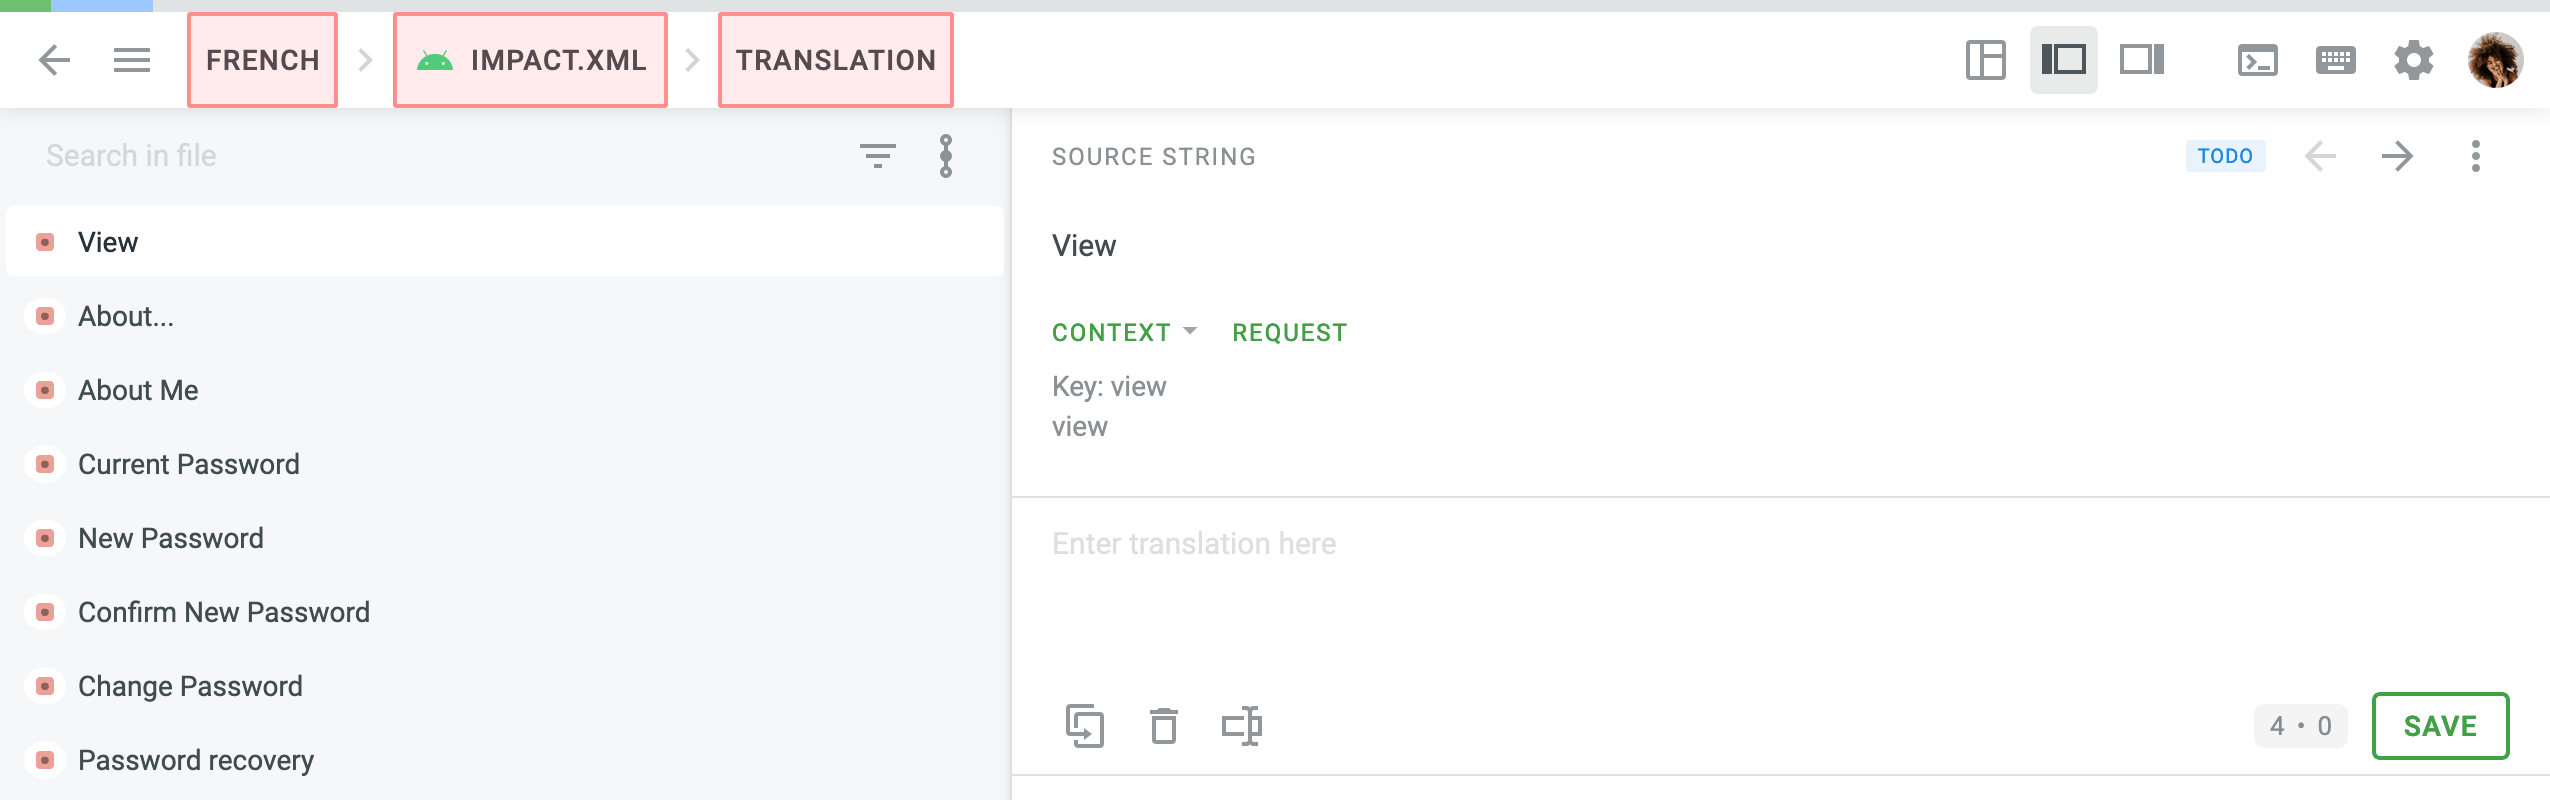 FRENCH
IMPACT.XML
TRANSLATION
Search in file
View
About...
About Me
Current Password
New Password
Confirm New Password
Change Password
Password recovery
SOURCE STRING
TODO
View
CONTEXT REQUEST
Key: view
view
Enter translation here
4 • 0
SAVE